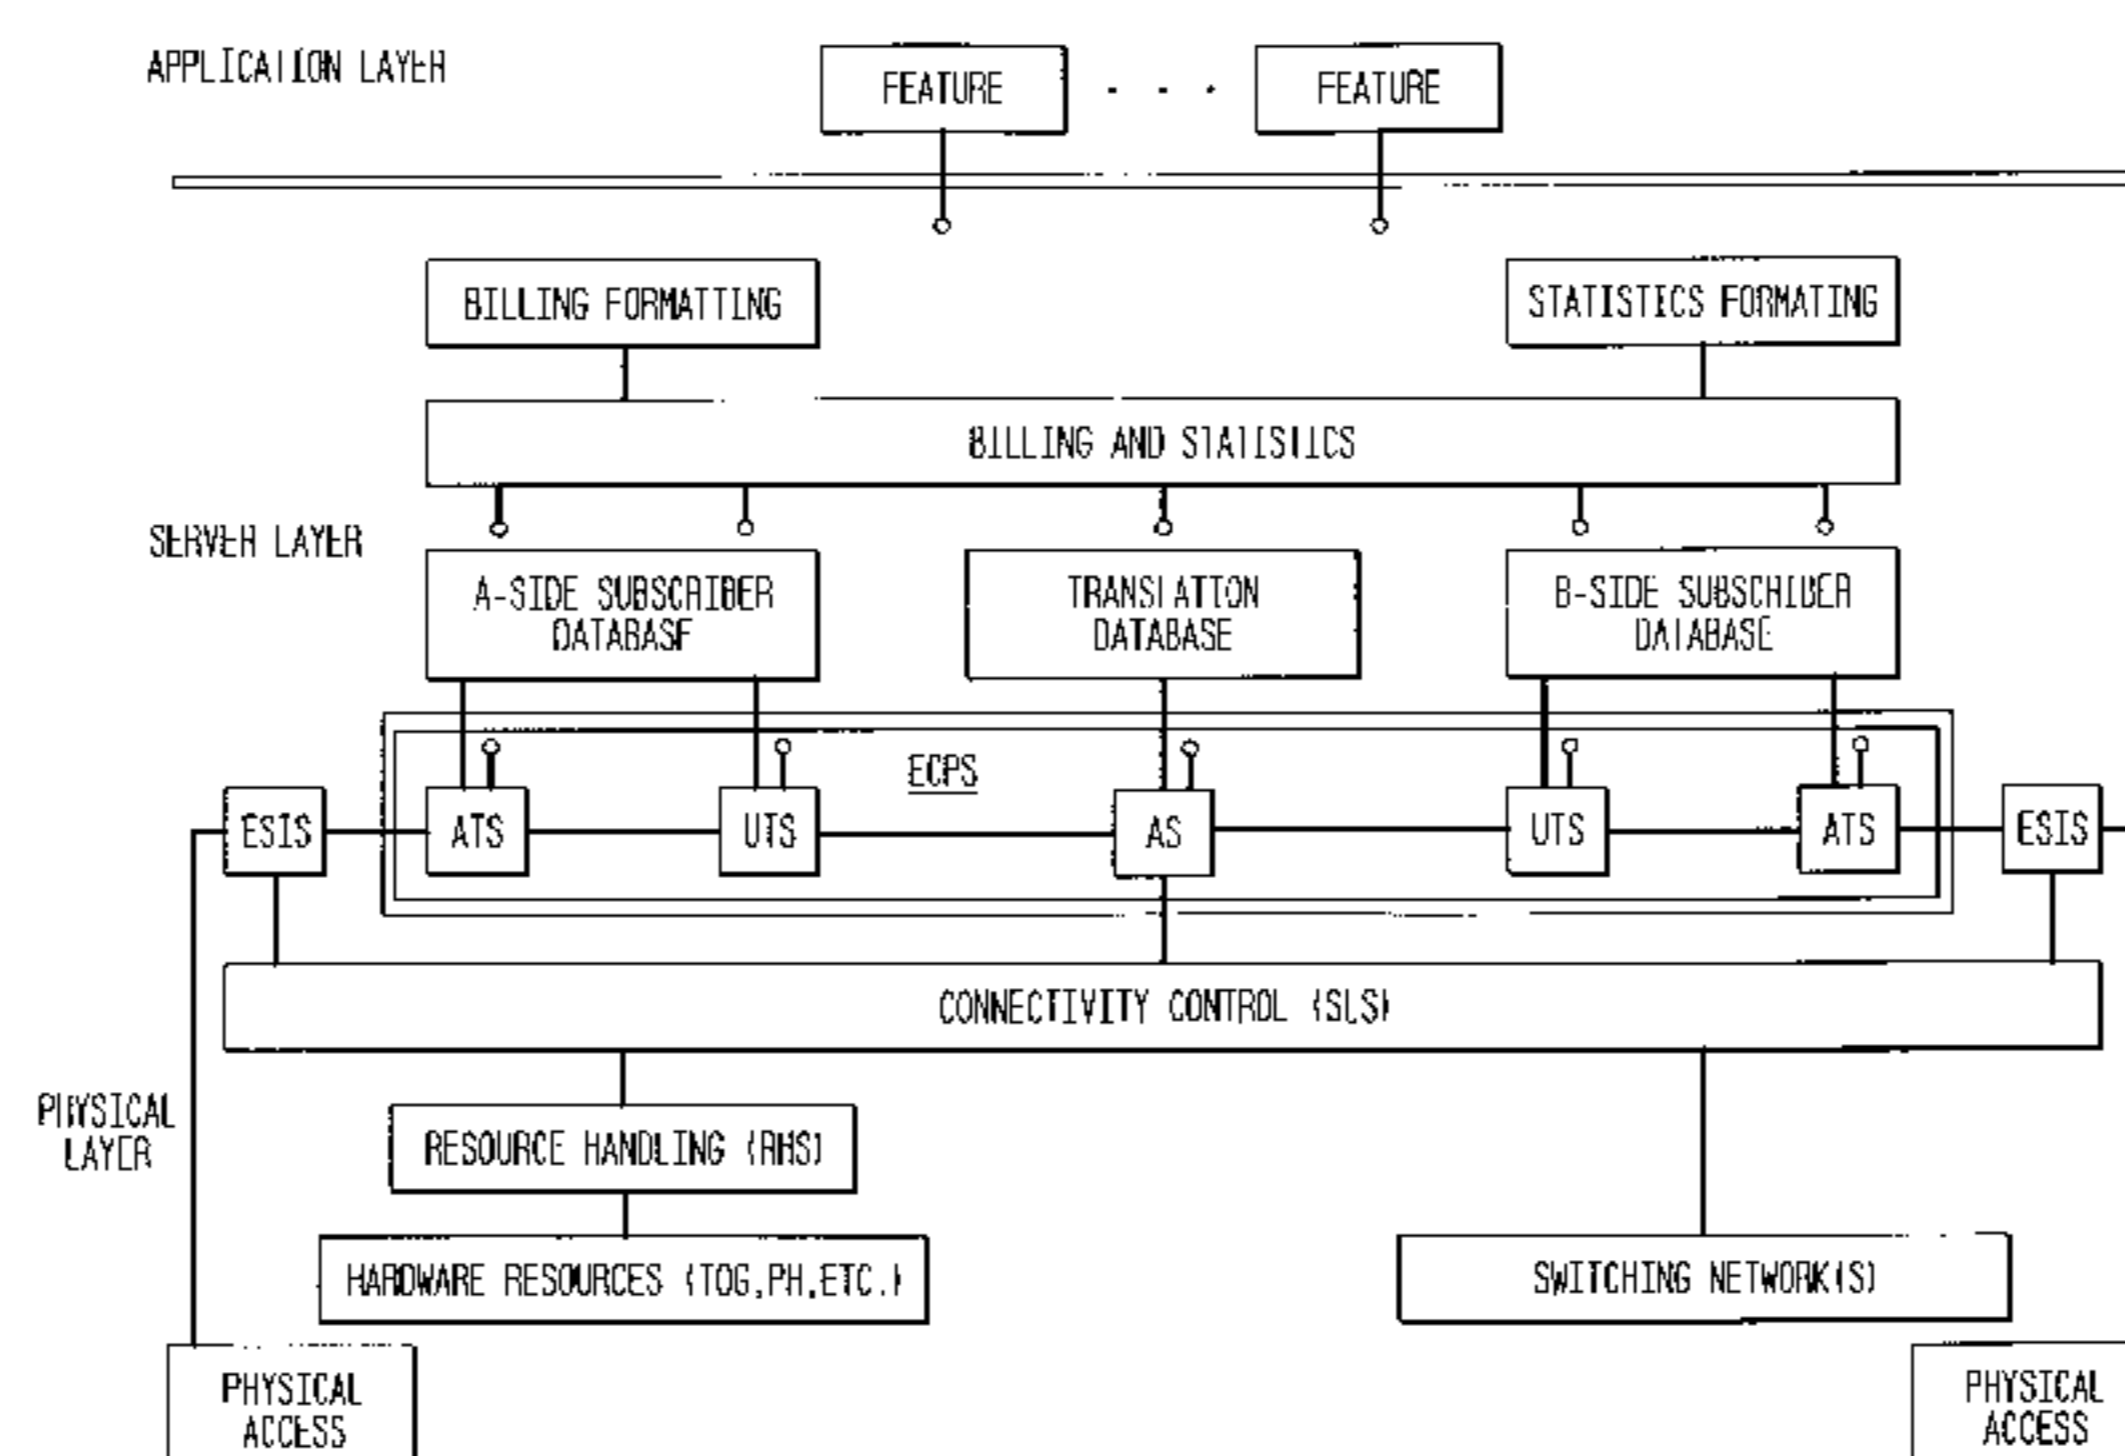 APPLICATION LAYER
FEATURE . . . FEATURE
BILLING FORMATTING
STATISTICS FORMATING
BILLING AND STATISTICS
SERVER LAYER
A-SIDE SUBSCRIBER
DATABASE
TRANSLATION
DATABASE
B-SIDE SUBSCRIBER
DATABASE
ECPS
ESIS
ATS
UTS
AS
UTS
ATS
ESIS
CONNECTIVITY CONTROL (SLS)
PHYSICAL
LAYER
RESOURCE HANDLING (RHS)
HARDWARE RESOURCES (TOG,PH,ETC.)
SWITCHING NETWORK(S)
PHYSICAL
ACCESS
PHYSICAL
ACCESS